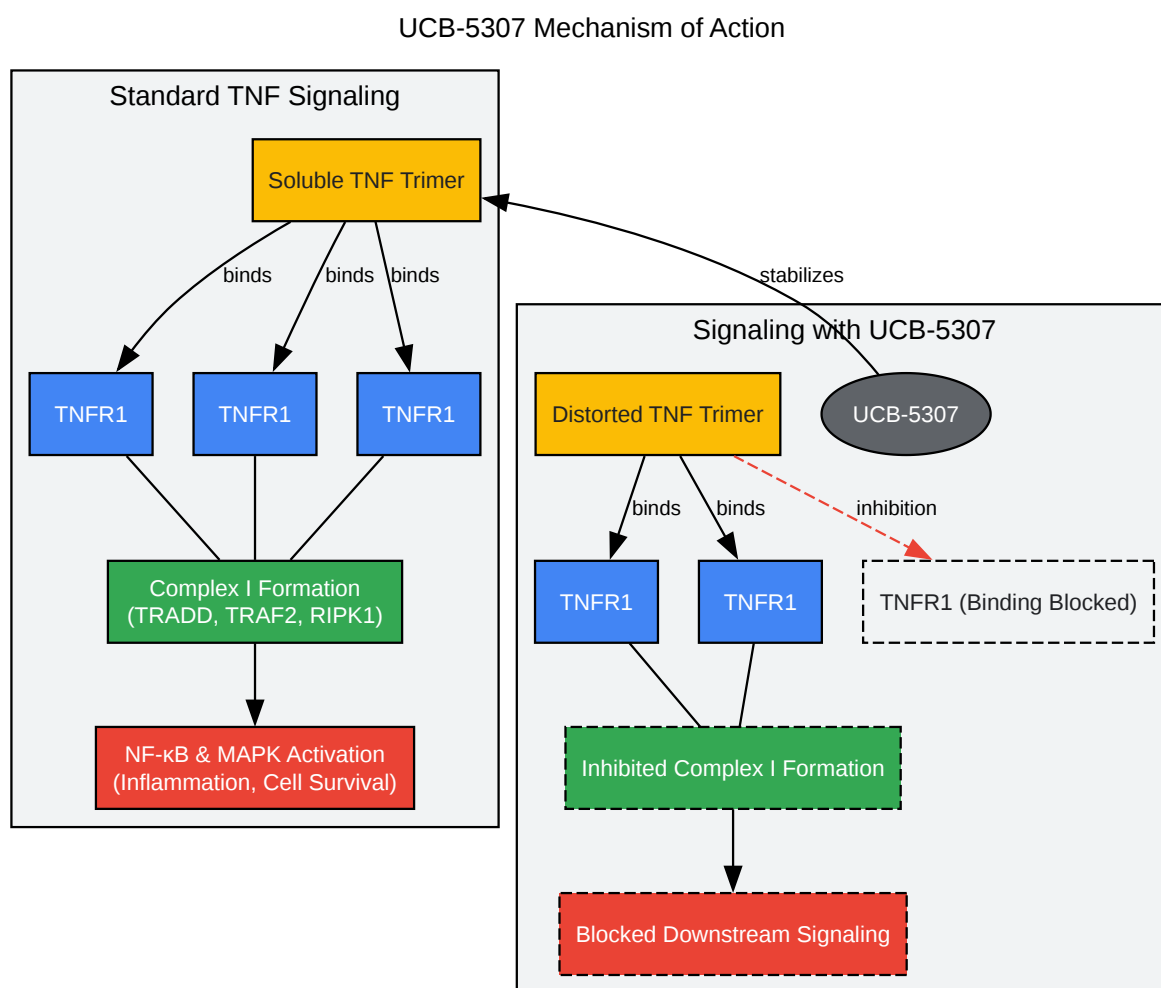 UCB-5307 Mechanism of Action
Standard TNF Signaling
Soluble TNF Trimer
binds
binds
binds
stabilizes
TNFR1
TNFR1
TNFR1
Complex I Formation
(TRADD, TRAF2, RIPK1)
NF-κB & MAPK Activation
(Inflammation, Cell Survival)
Signaling with UCB-5307
Distorted TNF Trimer
UCB-5307
binds
binds
inhibition
TNFR1
TNFR1
TNFR1 (Binding Blocked)
Inhibited Complex I Formation
Blocked Downstream Signaling